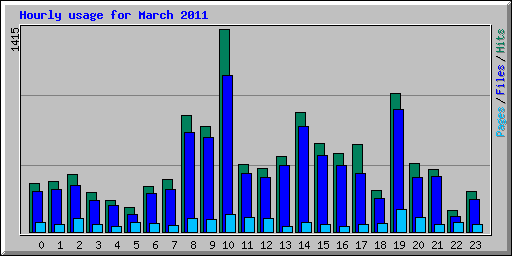 Hourly usage for March 2011
1415
Pages/Files/Hits
0 1 2 3 4 5 6 7 8 9 10 11 12 13 14 15 16 17 18 19 20 21 22 23